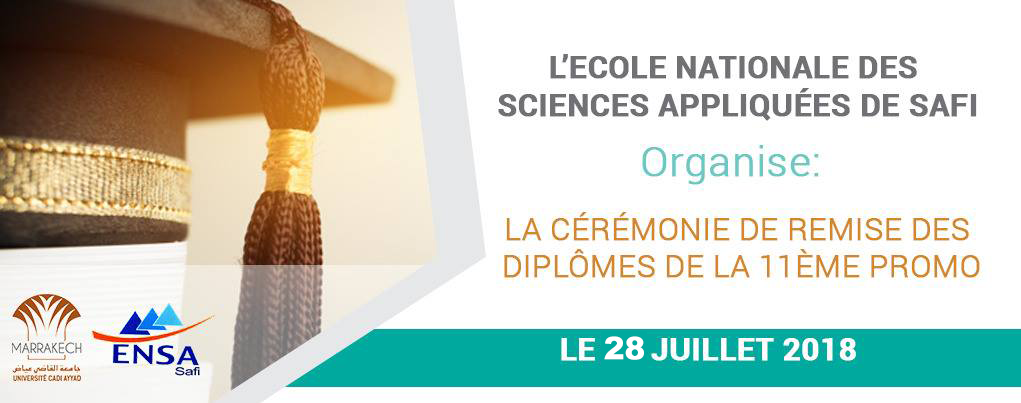 L'ECOLE NATIONALE DES
SCIENCES APPLIQUÉES DE SAFI
Organise:
LA CÉRÉMONIE DE REMISE DES
DIPLÔMES DE LA 11ÈME PROMO
LE 28 JUILLET 2018
MARRAKECH
جامعة القاضي عياض
UNIVERSITÉ CADI AYYAD
ENSA
Safi